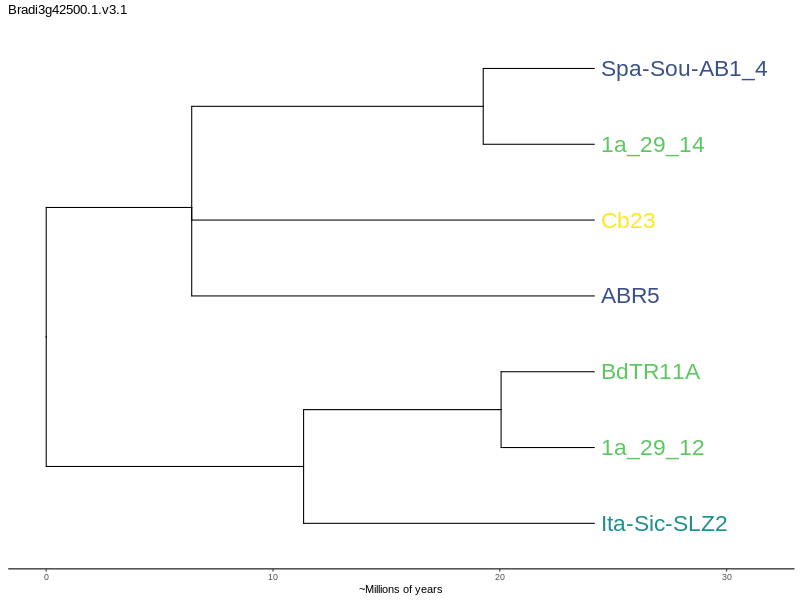 Bradi3g42500.1.v3.1
Spa-Sou-AB1_4
1a_29_14
Cb23
ABR5
BdTR11A
1a_29_12
Ita-Sic-SLZ2
0 10 20 30
~Millions of years